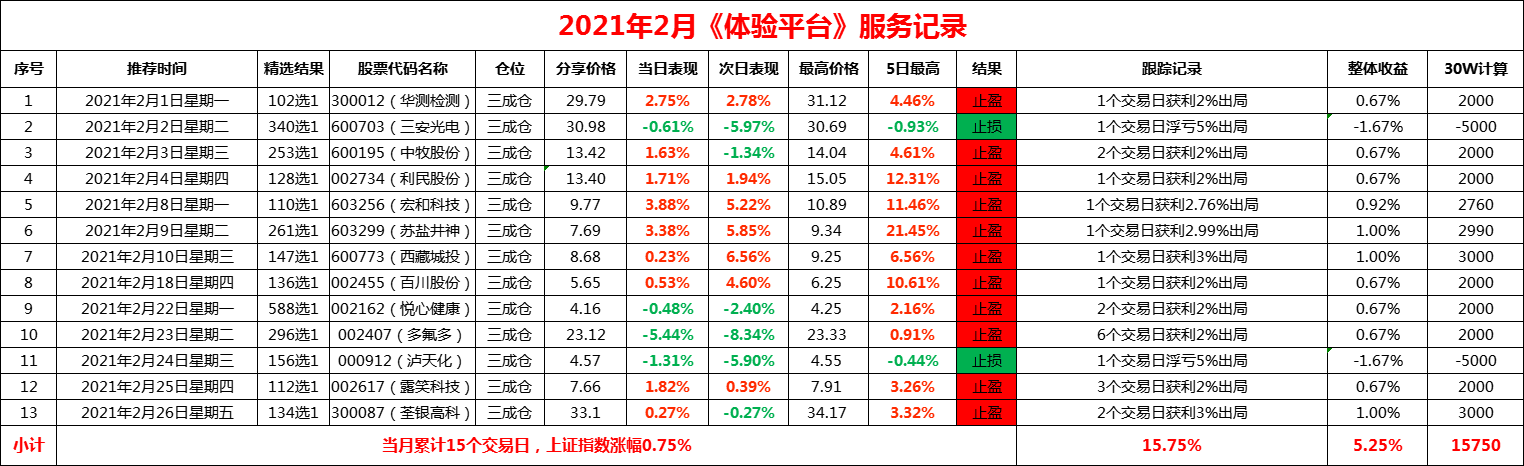 2021年2月《体验平台》服务记录
序号 推荐时间 精选结果 股票代码名称 仓位 分享价格 当日表现 次日表现 最高价格 5日最高 结果 跟踪记录 整体收益 30W计算
1 2021年2月1日星期一 102选1 300012（华测检测） 三成仓 29.79 2.75% 2.78% 31.12 4.46% 止盈 1个交易日获利2%出局 0.67% 2000
2 2021年2月2日星期二 340选1 600703（三安光电） 三成仓 30.98 -0.61% -5.97% 30.69 -0.93% 止损 1个交易日浮亏5%出局 -1.67% -5000
3 2021年2月3日星期三 253选1 600195（中牧股份） 三成仓 13.42 1.63% -1.34% 14.04 4.61% 止盈 2个交易日获利2%出局 0.67% 2000
4 2021年2月4日星期四 128选1 002734（利民股份） 三成仓 13.40 1.71% 1.94% 15.05 12.31% 止盈 1个交易日获利2%出局 0.67% 2000
5 2021年2月8日星期一 110选1 603256（宏和科技） 三成仓 9.77 3.88% 5.22% 10.89 11.46% 止盈 1个交易日获利2.76%出局 0.92% 2760
6 2021年2月9日星期二 261选1 603299（苏盐井神） 三成仓 7.69 3.38% 5.85% 9.34 21.45% 止盈 1个交易日获利2.99%出局 1.00% 2990
7 2021年2月10日星期三 147选1 600773（西藏城投） 三成仓 8.68 0.23% 6.56% 9.25 6.56% 止盈 1个交易日获利3%出局 1.00% 3000
8 2021年2月18日星期四 136选1 002455（百川股份） 三成仓 5.65 0.53% 4.60% 6.25 10.61% 止盈 1个交易日获利2%出局 0.67% 2000
9 2021年2月22日星期一 588选1 002162（悦心健康） 三成仓 4.16 -0.48% -2.40% 4.25 2.16% 止盈 2个交易日获利2%出局 0.67% 2000
10 2021年2月23日星期二 296选1 002407（多氟多） 三成仓 23.12 -5.44% -8.34% 23.33 0.91% 止盈 6个交易日获利2%出局 0.67% 2000
11 2021年2月24日星期三 156选1 000912（泸天化） 三成仓 4.57 -1.31% -5.90% 4.55 -0.44% 止损 1个交易日浮亏5%出局 -1.67% -5000
12 2021年2月25日星期四 112选1 002617（露笑科技） 三成仓 7.66 1.82% 0.39% 7.91 3.26% 止盈 3个交易日获利2%出局 0.67% 2000
13 2021年2月26日星期五 134选1 300087（荃银高科） 三成仓 33.1 0.27% -0.27% 34.17 3.32% 止盈 2个交易日获利3%出局 1.00% 3000
小计 当月累计15个交易日，上证指数涨幅0.75% 15.75% 5.25% 15750